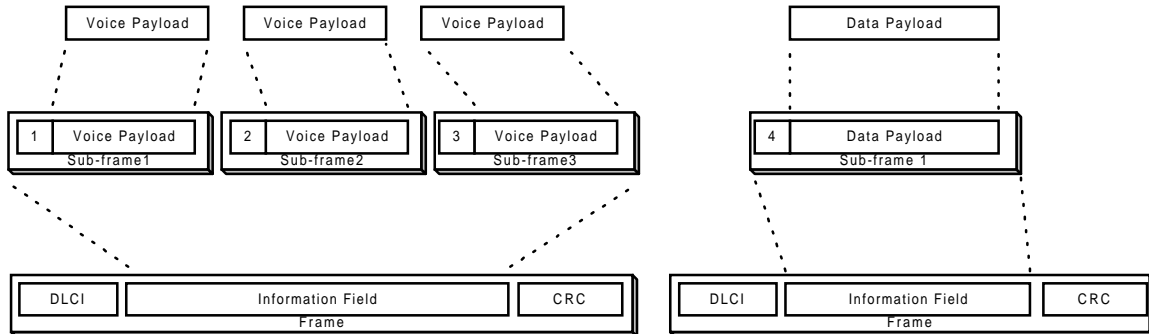 Voice Payload Voice Payload Voice Payload Data Payload
1 Voice Payload 2 Voice Payload 3 Voice Payload 4 Data Payload
Sub-frame1 Sub-frame2 Sub-frame3 Sub-frame 1
DLCI Information Field CRC DLCI Information Field CRC
Frame Frame